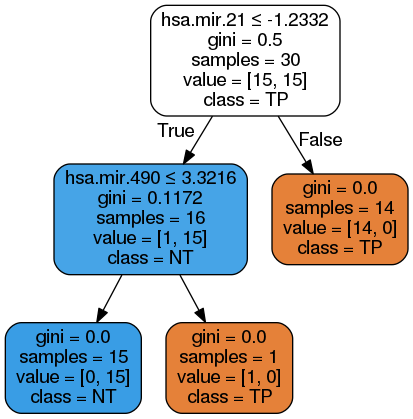 hsa.mir.21 ≤ -1.2332
gini = 0.5
samples = 30
value = [15, 15]
class = TP
True
False
hsa.mir.490 ≤ 3.3216
gini = 0.1172
samples = 16
value = [1, 15]
class = NT
gini = 0.0
samples = 14
value = [14, 0]
class = TP
gini = 0.0
samples = 15
value = [0, 15]
class = NT
gini = 0.0
samples = 1
value = [1, 0]
class = TP